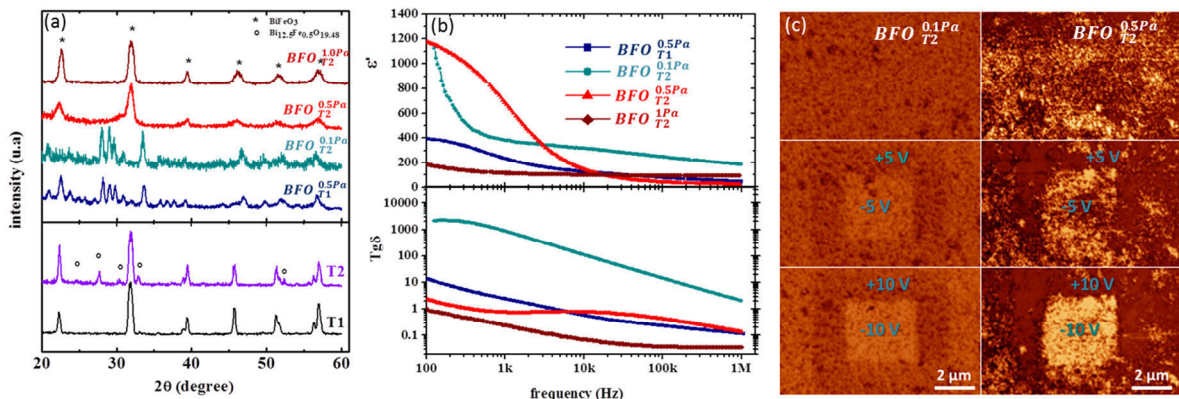 (a)
* BiFeO3
o Bi12.5Fe0.5O19.48
BFO 1.0Pa T2
BFO 0.5Pa T2
BFO 0.1Pa T2
BFO 0.5Pa T1
T2
T1
intensity (u.a)
20 30 40 50 60
2θ (degree)
(b)
1400
1200
1000
800
600
400
200
0
ε'
BFO 0.5Pa T1
BFO 0.1Pa T2
BFO 0.5Pa T2
BFO 1Pa T2
10000
1000
100
10
1
0.1
Tgδ
100 1k 10k 100k 1M
frequency (Hz)
(c)
BFO 0.1Pa T2
BFO 0.5Pa T2
+5 V
-5 V
+5 V
-5 V
+10 V
-10 V
+10 V
-10 V
2 µm
2 µm